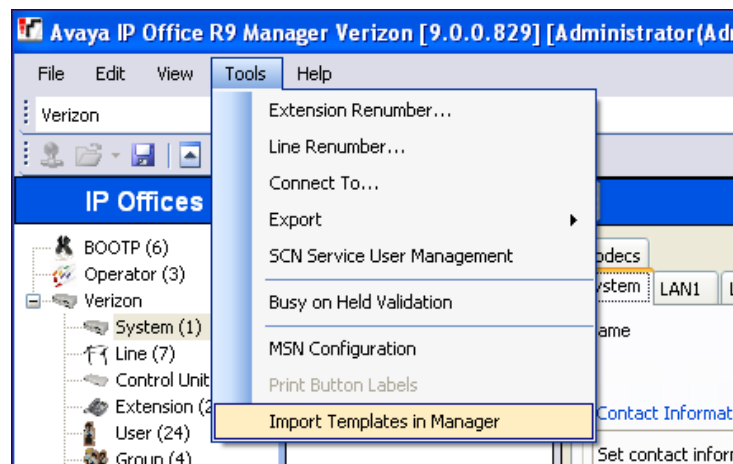 Avaya IP Office R9 Manager Verizon [9.0.0.829] [Administrator(Ad
File Edit View Tools Help
Verizon
IP Offices
BOOTP (6)
Operator (3)
Verizon
System (1)
Line (7)
Control Unit
Extension (2
User (24)
Group (4)
Extension Renumber...
Line Renumber...
Connect To...
Export
SCN Service User Management
Busy on Held Validation
MSN Configuration
Print Button Labels
Import Templates in Manager
odecs
ystem LAN1
ame
Contact Informat
Set contact infor